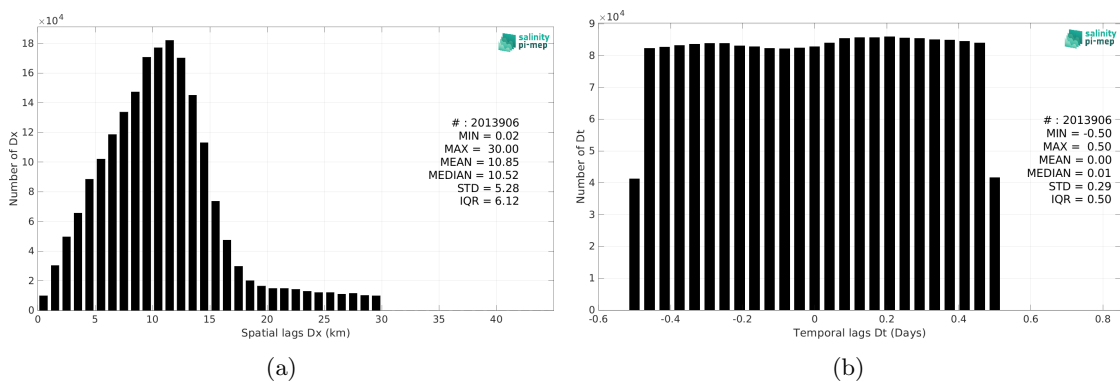 ×10⁴
18
16
14
12
10
8
6
4
2
0
Number of Dx
0 5 10 15 20 25 30 35 40
Spatial lags Dx (km)
salinity
pi-mep
# : 2013906
MIN = 0.02
MAX = 30.00
MEAN = 10.85
MEDIAN = 10.52
STD = 5.28
IQR = 6.12
(a)
×10⁴
9
8
7
6
5
4
3
2
1
0
Number of Dt
-0.6 -0.4 -0.2 0 0.2 0.4 0.6 0.8
Temporal lags Dt (Days)
salinity
pi-mep
# : 2013906
MIN = -0.50
MAX = 0.50
MEAN = 0.00
MEDIAN = 0.01
STD = 0.29
IQR = 0.50
(b)